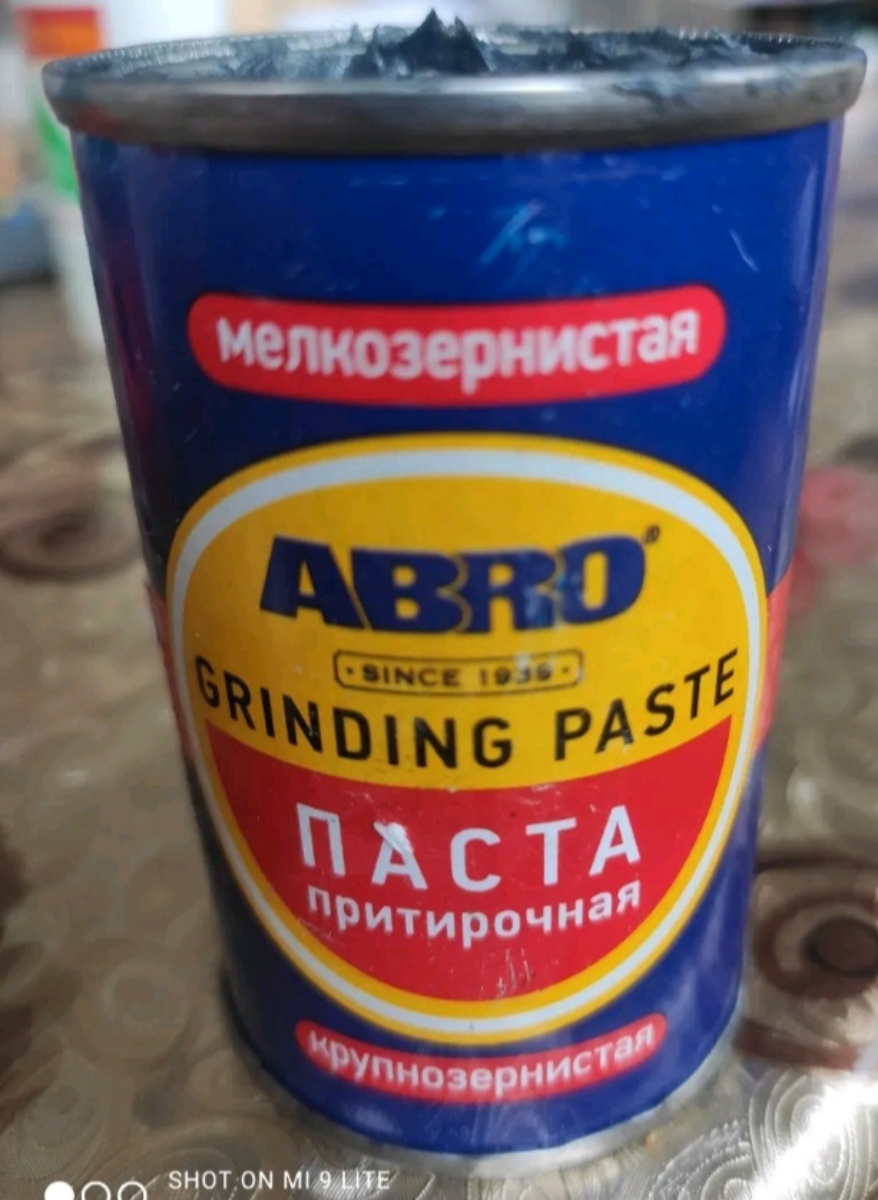 мелкозернистая
ABRO®
·SINCE 1939·
GRINDING PASTE
ПАСТА
притирочная
крупнозернистая
SHOT ON MI 9 LITE